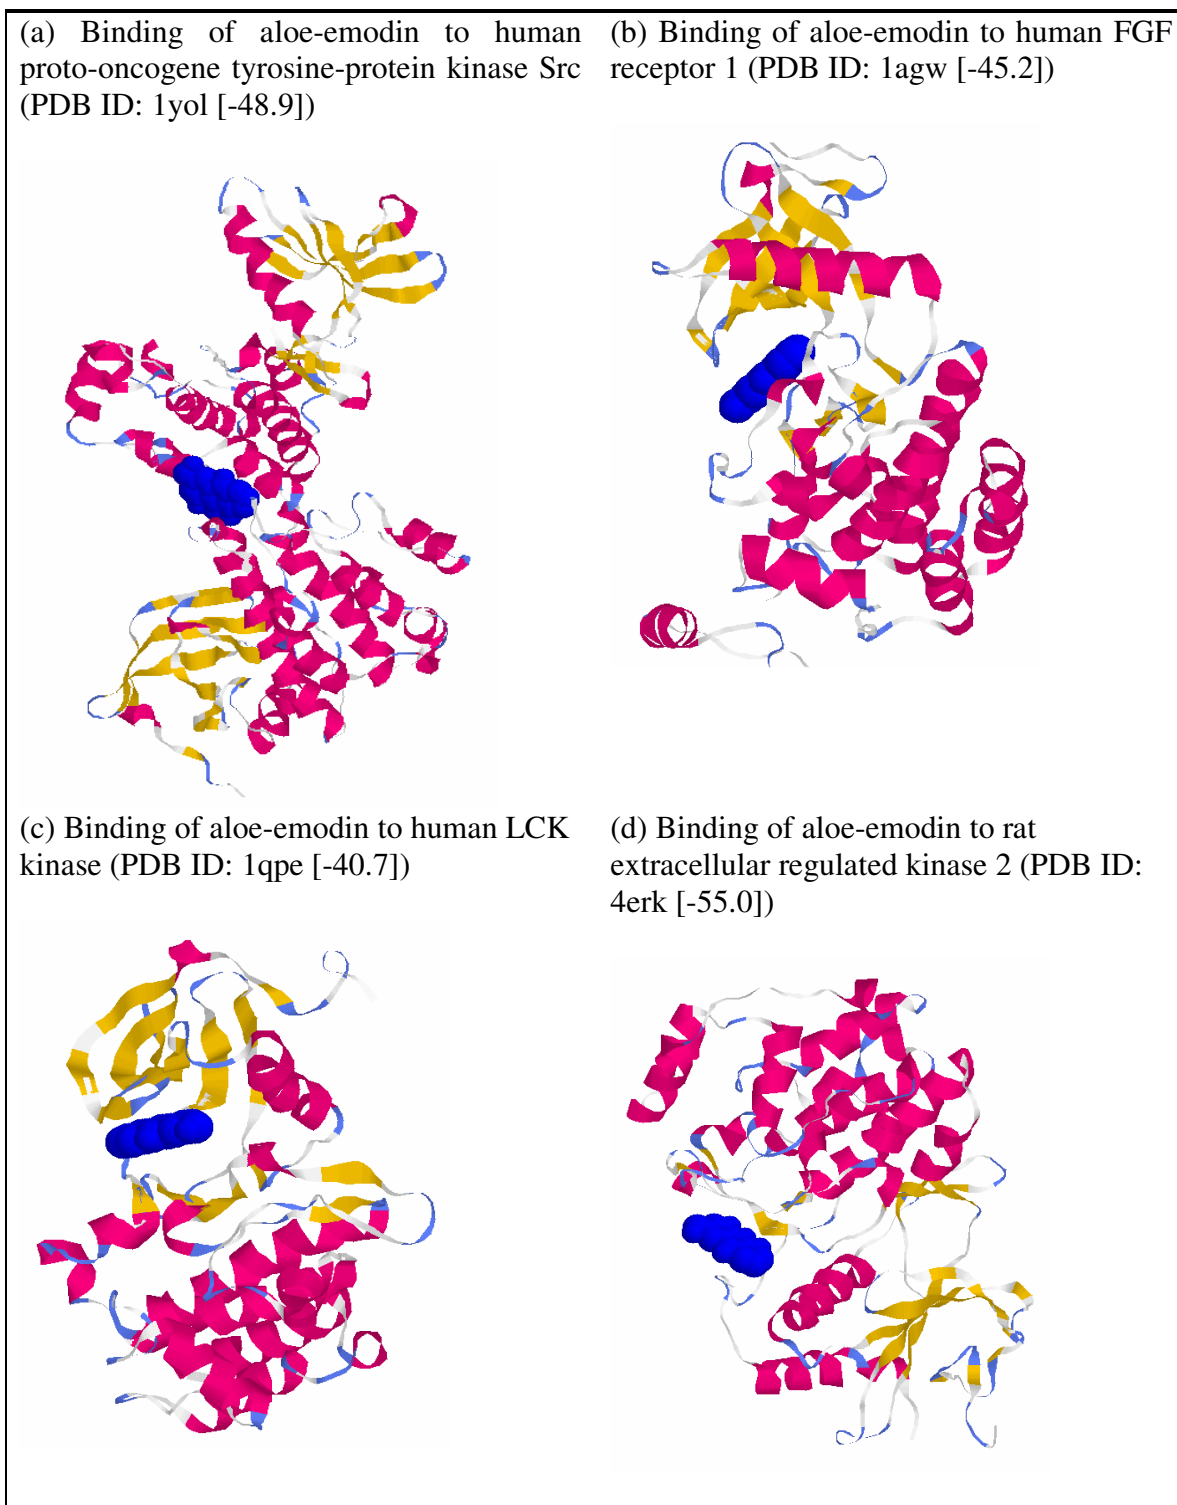 (a) Binding of aloe-emodin to human
proto-oncogene tyrosine-protein kinase Src
(PDB ID: 1yol [-48.9])
(b) Binding of aloe-emodin to human FGF
receptor 1 (PDB ID: 1agw [-45.2])
(c) Binding of aloe-emodin to human LCK
kinase (PDB ID: 1qpe [-40.7])
(d) Binding of aloe-emodin to rat
extracellular regulated kinase 2 (PDB ID:
4erk [-55.0])